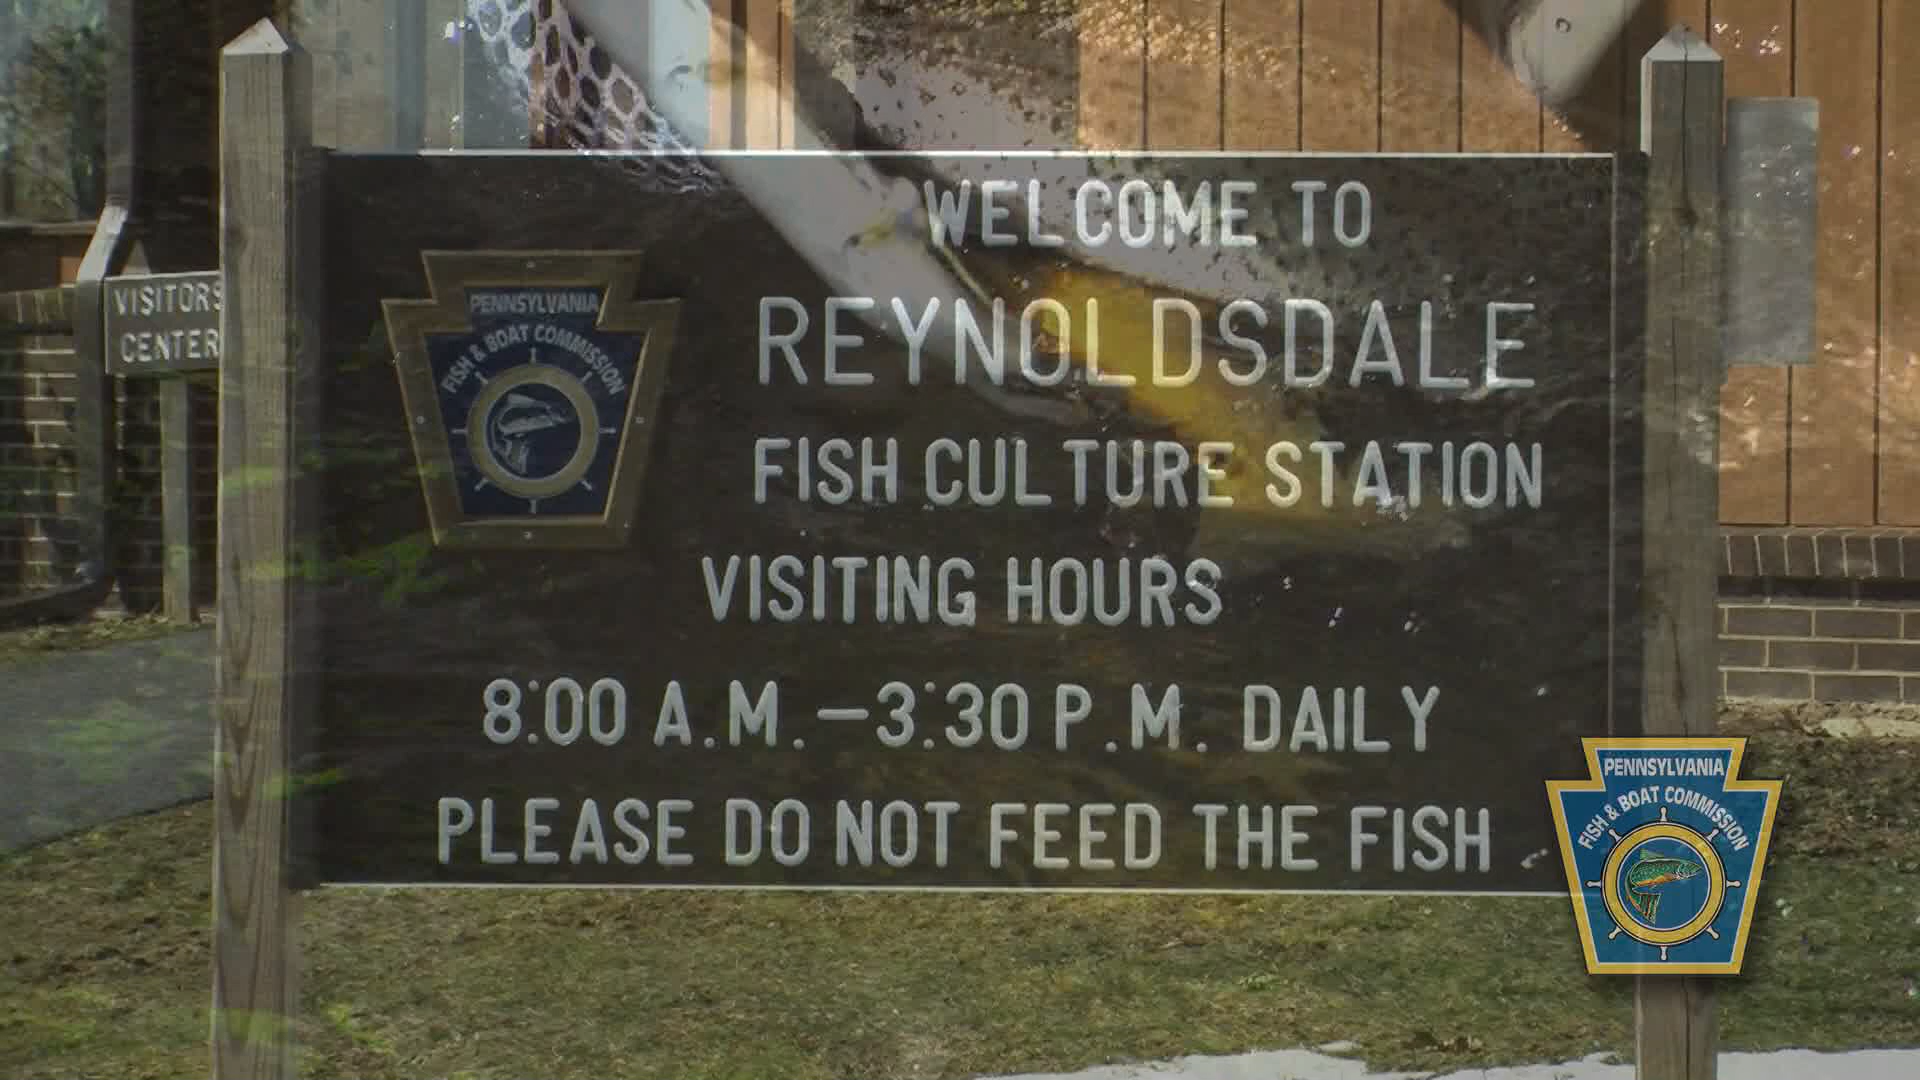 WELCOME TO
REYNOLDSDALE
FISH CULTURE STATION
VISITING HOURS
8:00 A.M. – 3:30 P.M. DAILY
PLEASE DO NOT FEED THE FISH
PENNSYLVANIA
FISH & BOAT COMMISSION
VISITORS
CENTER
PENNSYLVANIA
FISH & BOAT COMMISSION